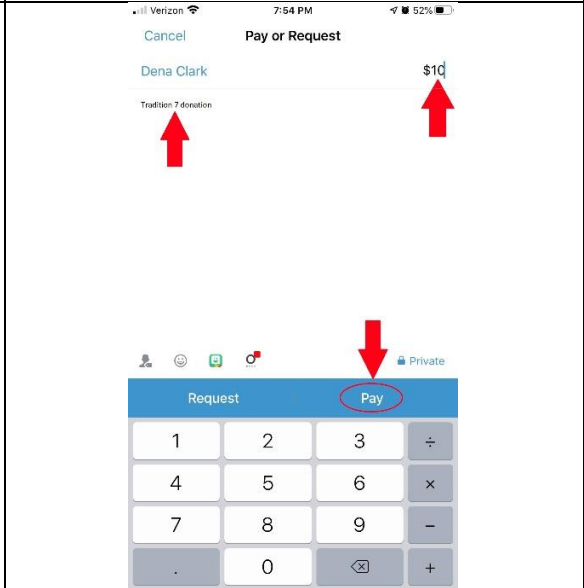 Verizon 7:54 PM 52%
Cancel Pay or Request
Dena Clark $10
Tradition 7 donation
Private
Request Pay
1 2 3 ÷
4 5 6 ×
7 8 9 −
. 0 +